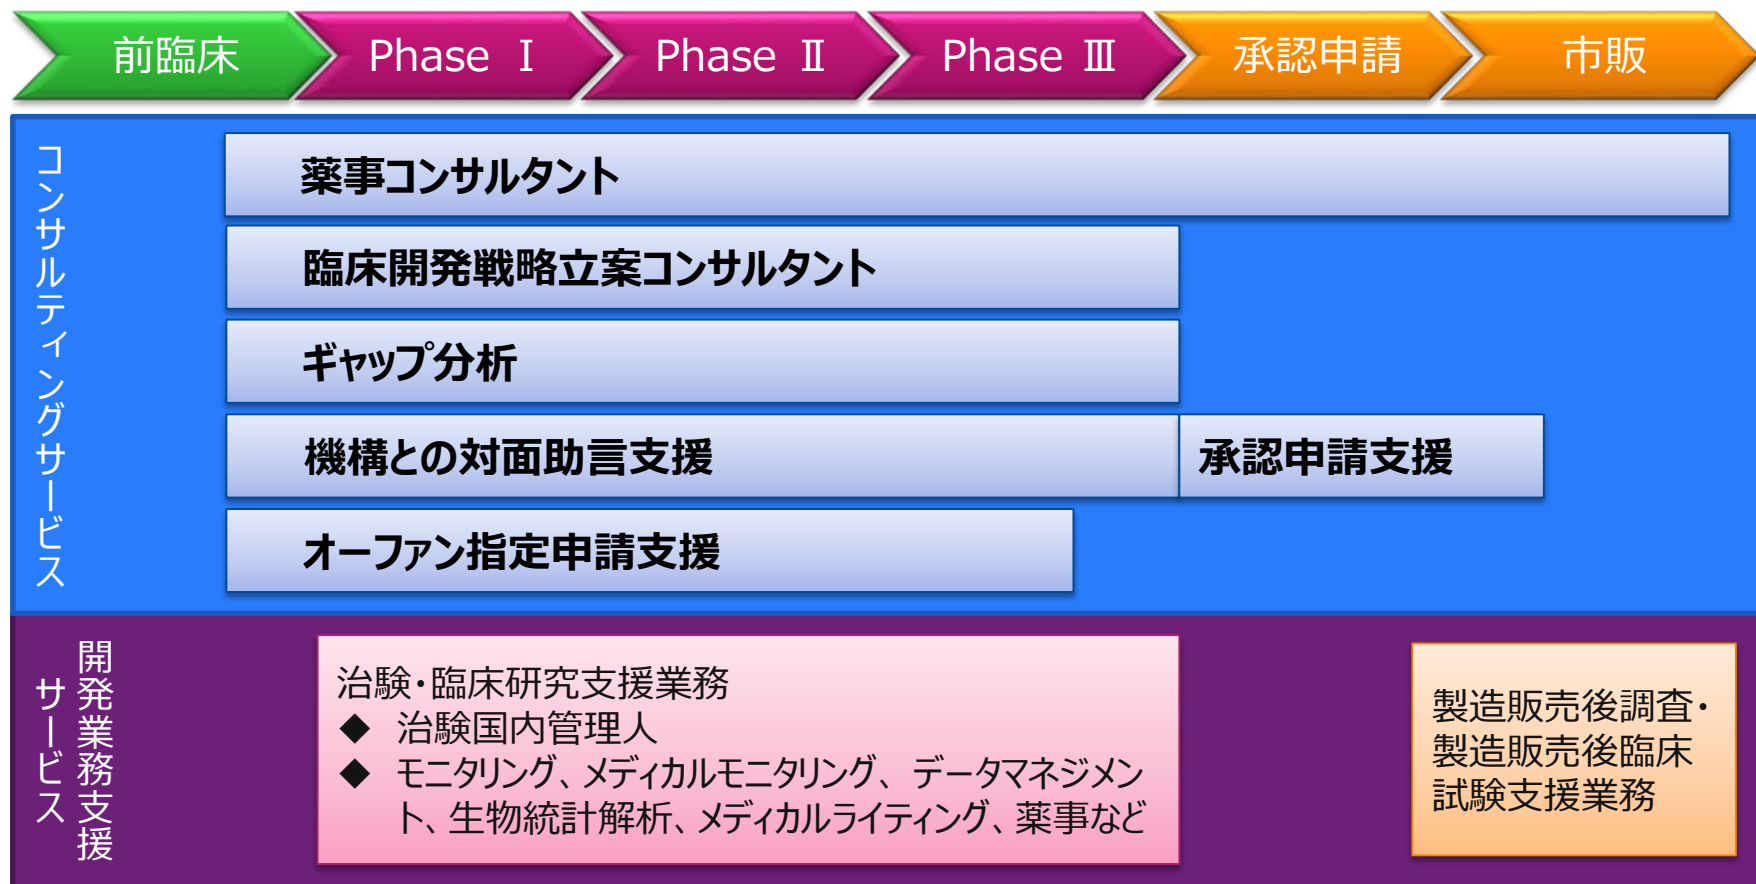 前臨床
Phase Ⅰ
Phase Ⅱ
Phase Ⅲ
承認申請
市販
コンサルティングサービス
薬事コンサルタント
臨床開発戦略立案コンサルタント
ギャップ分析
機構との対面助言支援
承認申請支援
オーファン指定申請支援
開発業務支援
サービス
治験・臨床研究支援業務
◆ 治験国内管理人
◆ モニタリング、メディカルモニタリング、データマネジメン
ト、生物統計解析、メディカルライティング、薬事など
製造販売後調査・
製造販売後臨床
試験支援業務